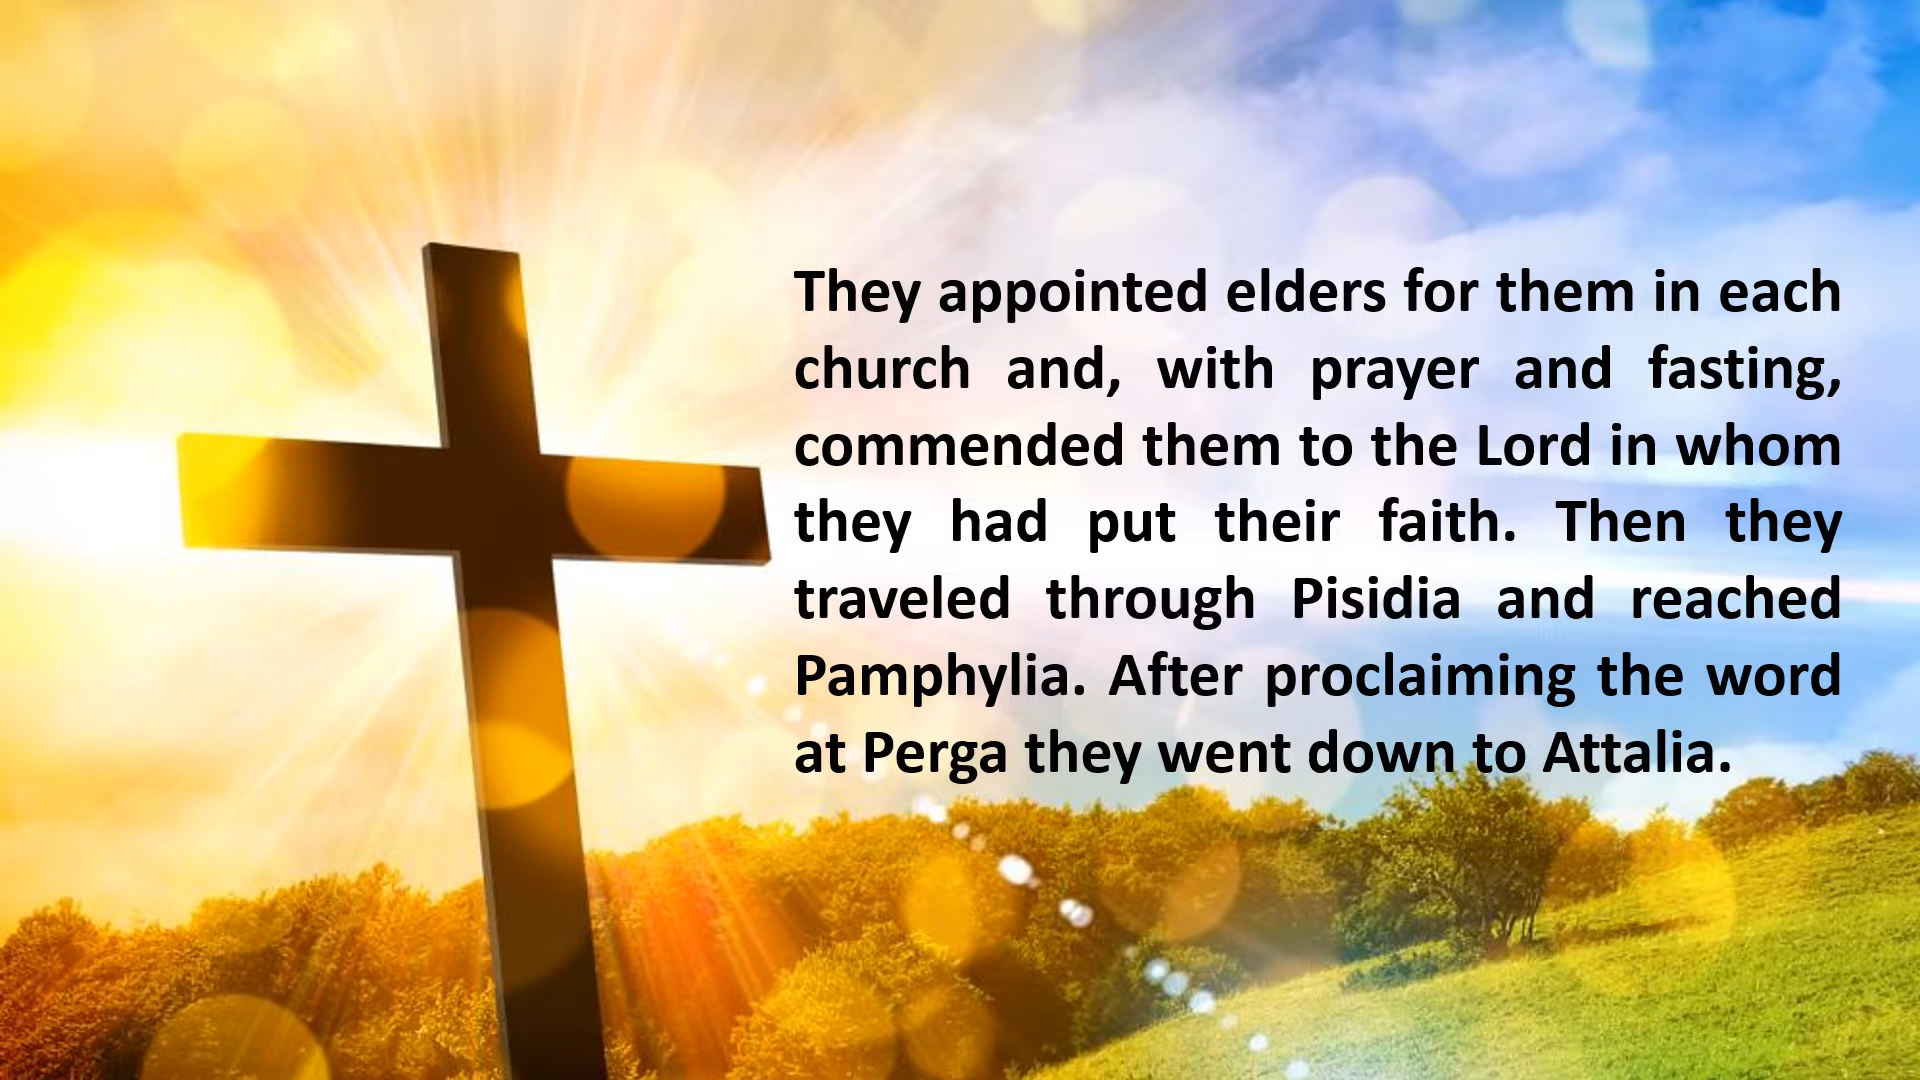 They appointed elders for them in each
church and, with prayer and fasting,
commended them to the Lord in whom
they had put their faith. Then they
traveled through Pisidia and reached
Pamphylia. After proclaiming the word
at Perga they went down to Attalia.